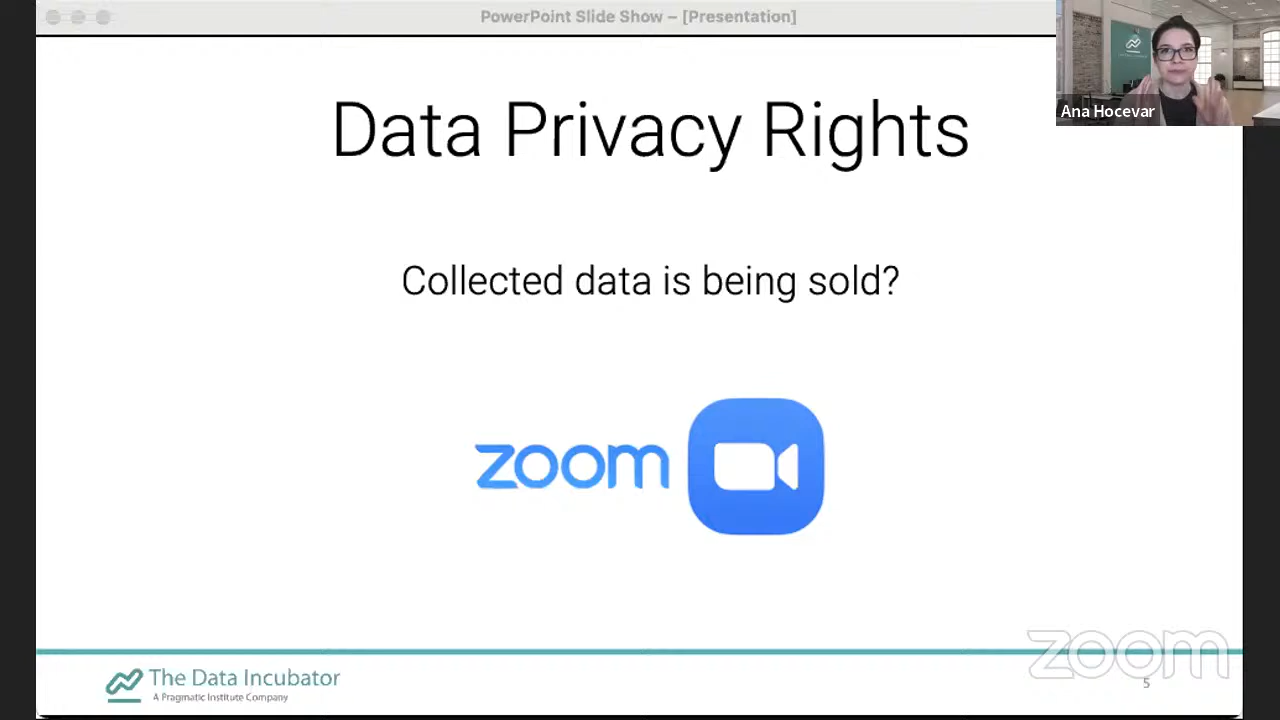 PowerPoint Slide Show – [Presentation]
Ana Hocevar
Data Privacy Rights
Collected data is being sold?
zoom
zoom
The Data Incubator
A Pragmatic Institute Company
5